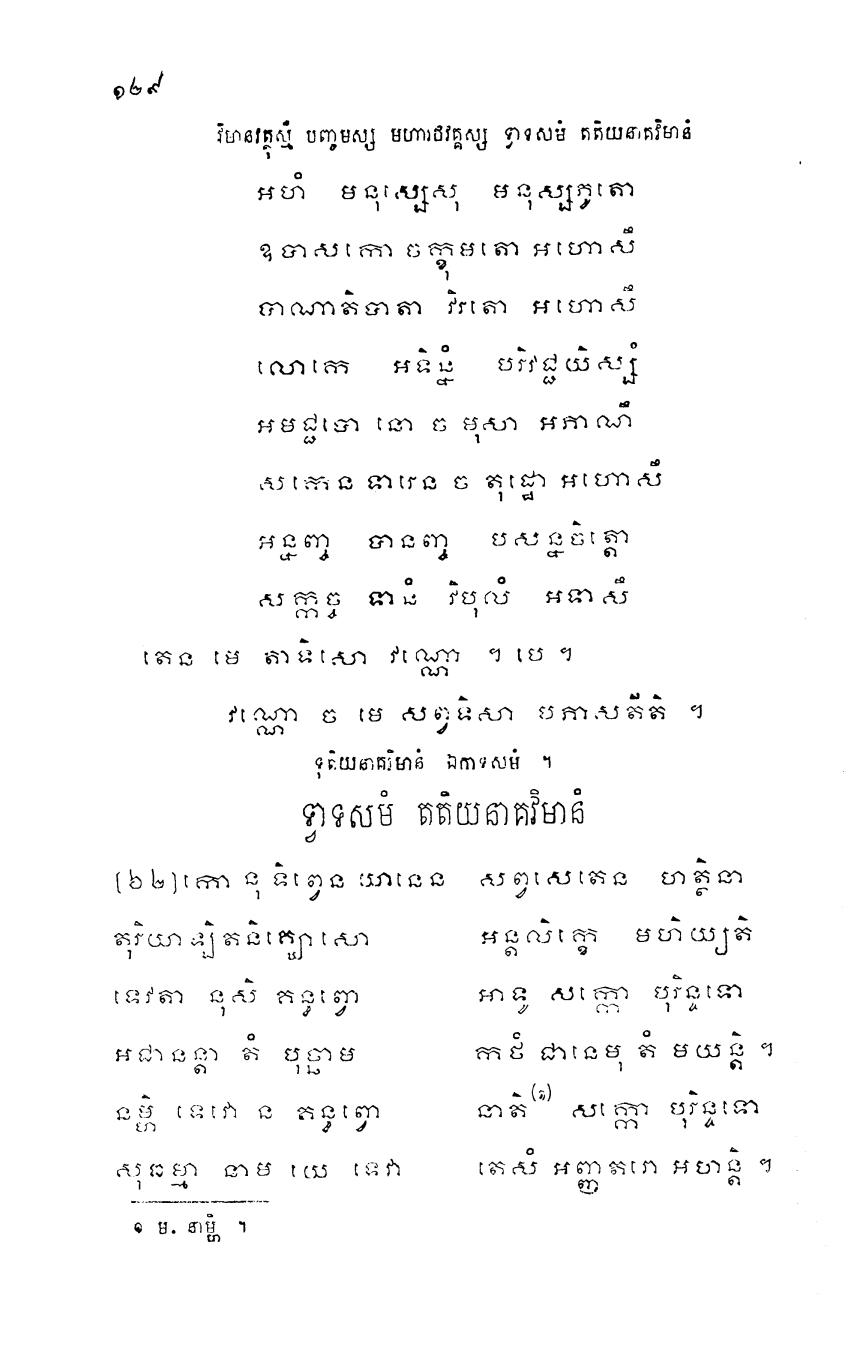 ១២៩
វិមានវត្ថុស្មឹ បញ្ចមស្ស មហារថវគ្គស្ស ទ្វាទសមំ តតិយនាគវិមានំ
អហំ មនុស្សេសុ មនុស្សភូតោ
ឧបាសកោ ចក្ខុមតោ អហោសឹ
បាណាតិបាតា វិរតោ អហោសឹ
លោកេ អទិន្នំ បរិវជ្ជយិស្សំ
អមជ្ជបោ នោ ច មុសា អភាណឹ
សកេន ទារេន ច តុដ្ឋោ អហោសឹ
អន្នញ្ច បានញ្ច បសន្នចិត្តោ
សក្កច្ច ទានំ វិបុលំ អទាសឹ
តេន មេ តាទិសោ វណ្ណោ ។ បេ ។
វណ្ណោ ច មេ សព្វទិសា បភាសតីតិ ។
ទុតិយនាគវិមានំ ឯកាទសមំ ។
ទ្វាទសមំ តតិយនាគវិមានំ
(៦២)កោ នុ ទិព្វេន យានេន សព្វសេតេន ហត្ថិនា
តុរិយាឡិតនិគ្ឃោសោ អន្តលិក្ខេ មហិយ្យតិ
ទេវតា នុសិ គន្ធព្វោ អាទូ សក្កោ បុរិន្ទទោ
អជានន្តា តំ បុច្ឆាម កថំ ជានេមុ តំ មយន្តិ ។
នម្ហិ ទេវោ ន គន្ធព្វោ នាតិ(១) សក្កោ បុរិន្ទទោ
សុធម្មា នាម យេ ទេវា តេសំ អញ្ញតរោ អហន្តិ ។
១ ម. នាម្ហិ ។